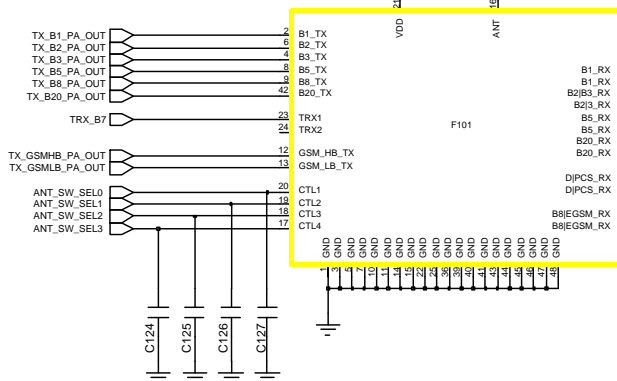 21 16
VDD ANT
TX_B1_PA_OUT 2 B1_TX
TX_B2_PA_OUT 6 B2_TX
TX_B3_PA_OUT 4 B3_TX
TX_B5_PA_OUT 8 B5_TX B1_RX
TX_B8_PA_OUT 9 B8_TX B1_RX
TX_B20_PA_OUT 42 B20_TX B2|B3_RX
B2|3_RX
TRX_B7 23 TRX1 B5_RX
24 TRX2 F101 B5_RX
B20_RX
TX_GSMHB_PA_OUT 12 GSM_HB_TX B20_RX
TX_GSMLB_PA_OUT 13 GSM_LB_TX
D|PCS_RX
ANT_SW_SEL0 20 CTL1 D|PCS_RX
ANT_SW_SEL1 19 CTL2
ANT_SW_SEL2 18 CTL3 B8|EGSM_RX
ANT_SW_SEL3 17 CTL4 B8|EGSM_RX
GND GND GND GND GND GND GND GND GND GND GND GND GND GND GND GND GND GND GND GND
1 3 5 7 10 11 14 15 22 25 36 39 40 41 43 44 45 46 47 48
C124 C125 C126 C127